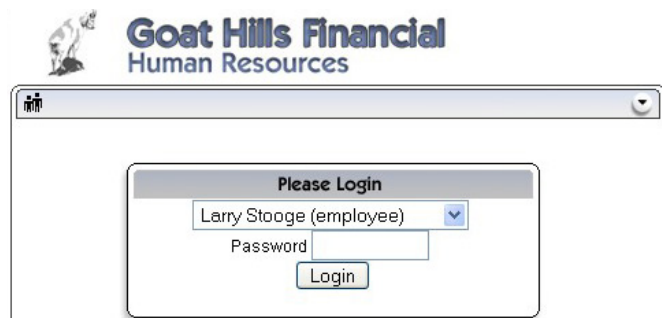 Goat Hills Financial
Human Resources
Please Login
Larry Stooge (employee)
Password
Login